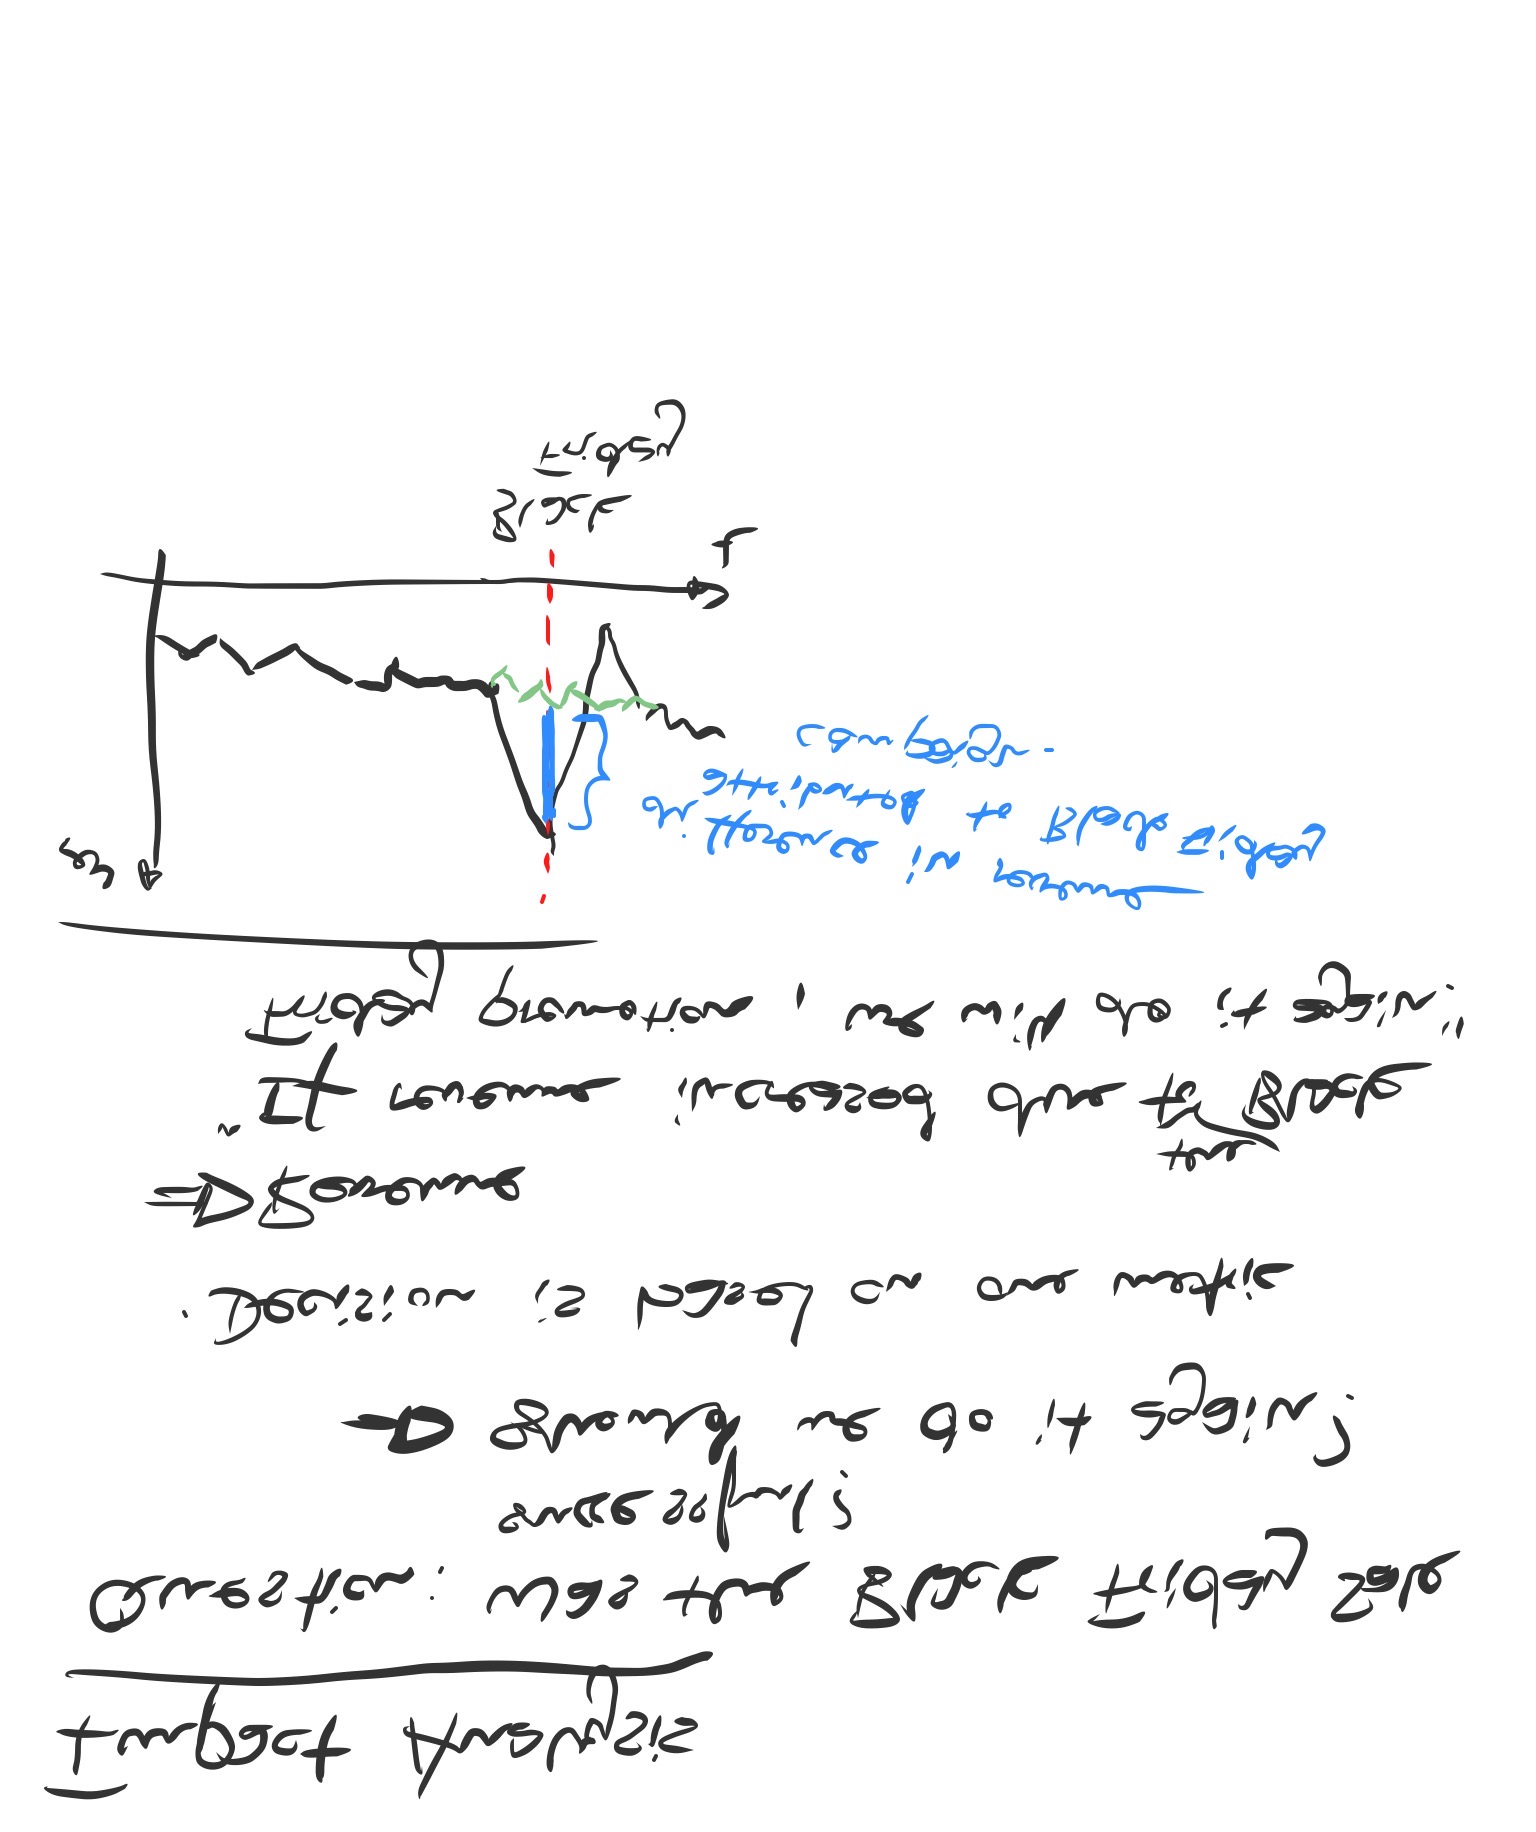 Impact Analysis
Question: Was the Black Friday Sale
successful?
⇒ Should we do it again?
· Decision is based on one metric
⇒ Revenue
"If revenue increased due to the Black
Friday promotion, we will do it again."
rev
difference in revenue
attributed to Black Friday
campaign.
t
Black
Friday